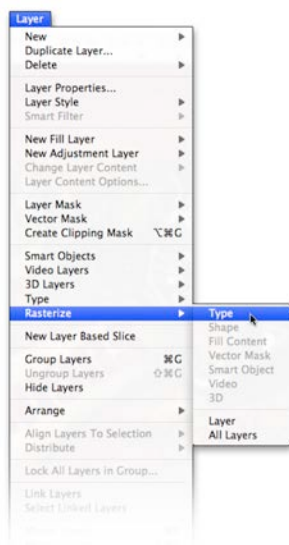 Layer
New
Duplicate Layer...
Delete
Layer Properties...
Layer Style
Smart Filter
New Fill Layer
New Adjustment Layer
Change Layer Content
Layer Content Options...
Layer Mask
Vector Mask
Create Clipping Mask ⌥⌘G
Smart Objects
Video Layers
3D Layers
Type
Rasterize
New Layer Based Slice
Group Layers ⌘G
Ungroup Layers ⇧⌘G
Hide Layers
Arrange
Align Layers To Selection
Distribute
Lock All Layers in Group...
Link Layers
Select Linked Layers
Type
Shape
Fill Content
Vector Mask
Smart Object
Video
3D
Layer
All Layers